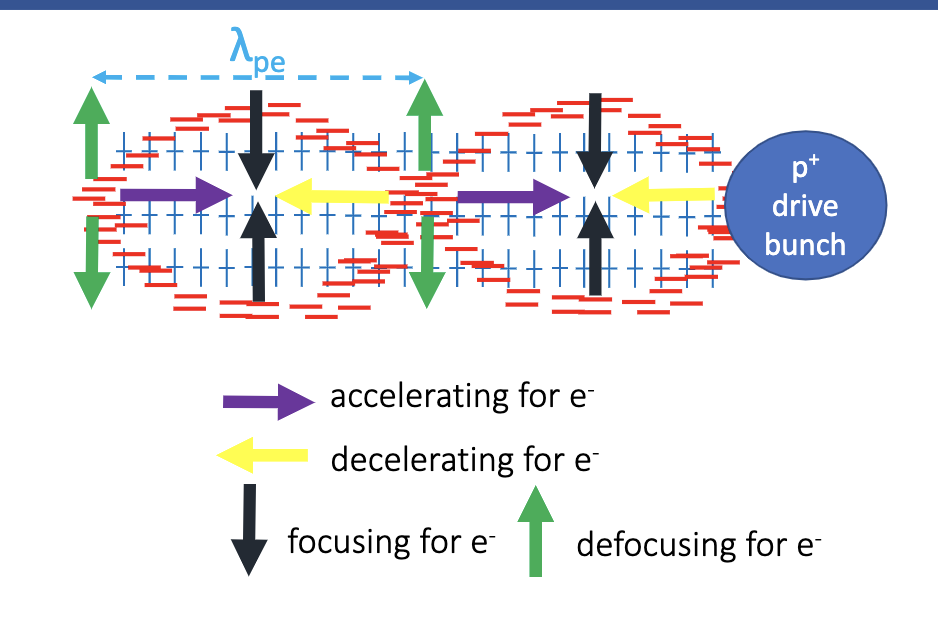 λpe
p+
drive
bunch
accelerating for e-
decelerating for e-
focusing for e-
defocusing for e-